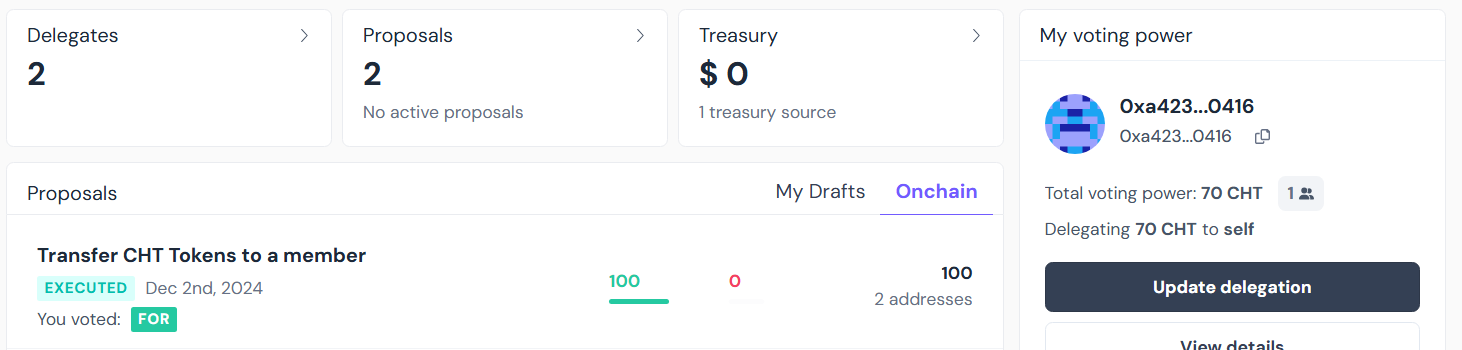 Delegates
2
Proposals
2
No active proposals
Treasury
$ 0
1 treasury source
My voting power
0xa423...0416
0xa423...0416
Total voting power: 70 CHT 1
Delegating 70 CHT to self
Update delegation
View details
Proposals
My Drafts Onchain
Transfer CHT Tokens to a member
EXECUTED Dec 2nd, 2024
You voted: FOR
100
0
100
2 addresses